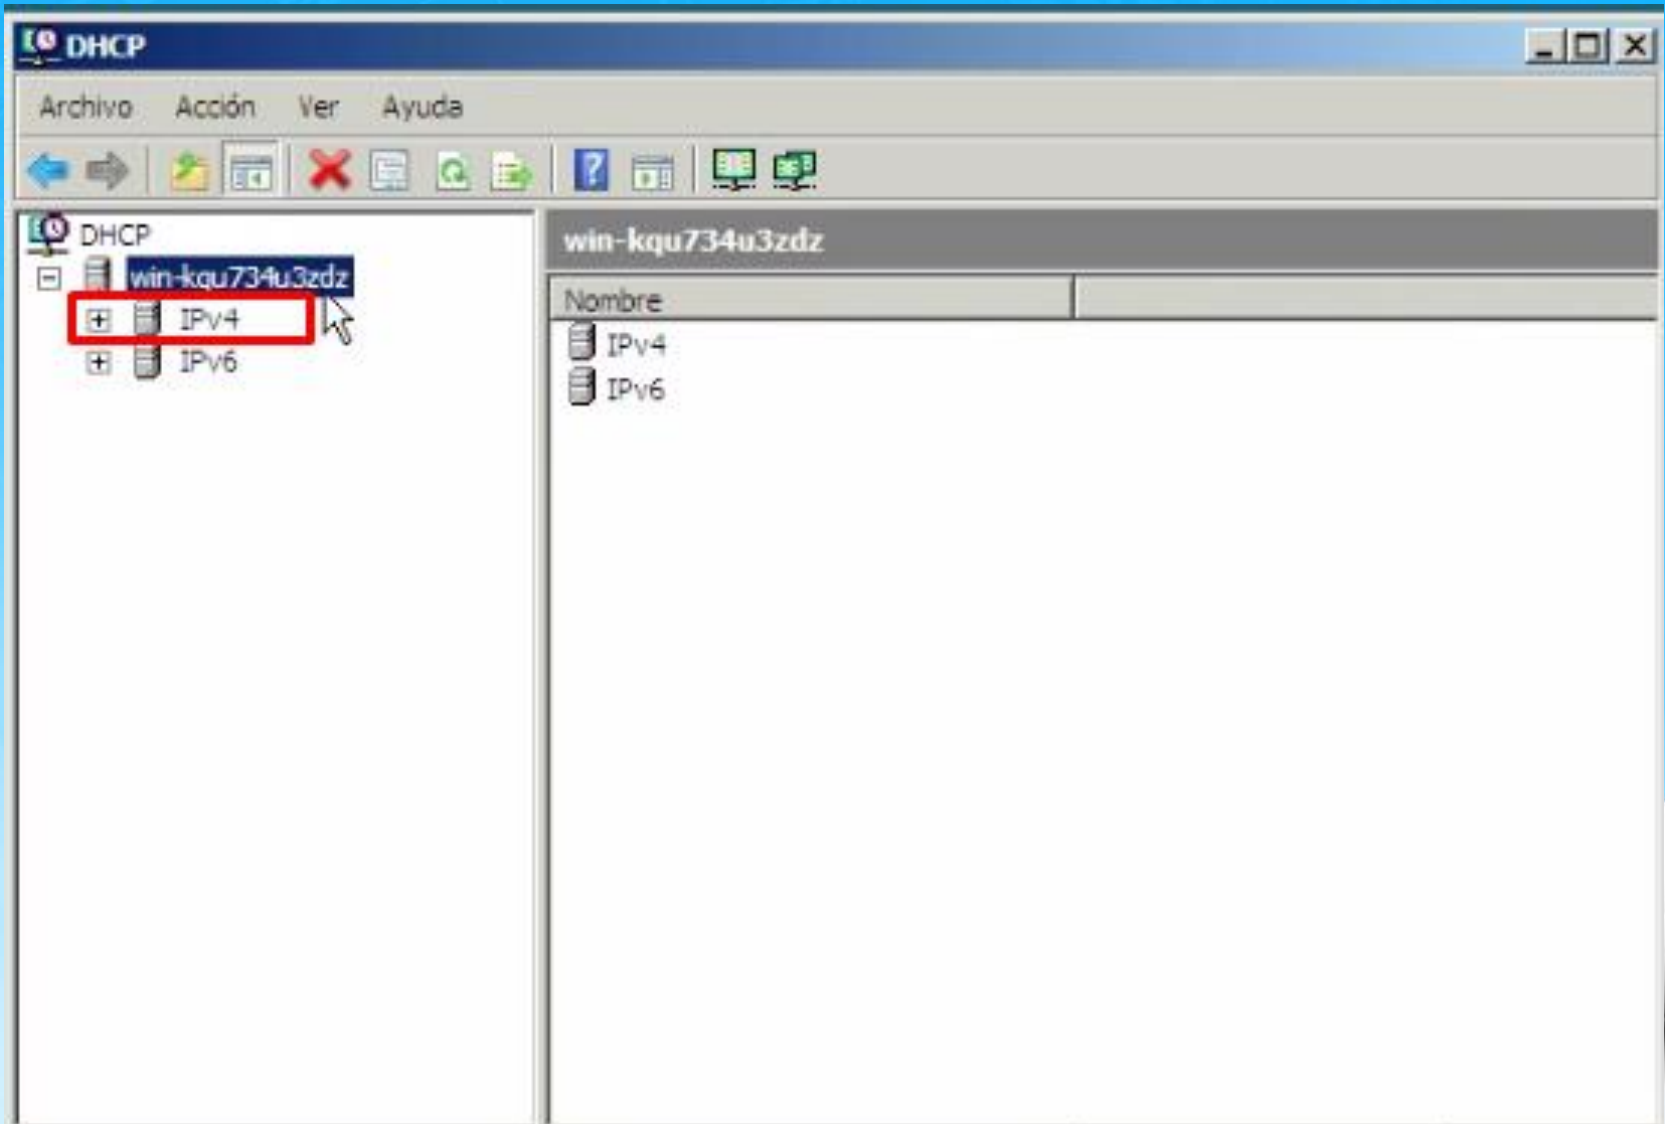 DHCP
Archivo Acción Ver Ayuda
DHCP
win-kqu734u3zdz
IPv4
IPv6
win-kqu734u3zdz
Nombre
IPv4
IPv6